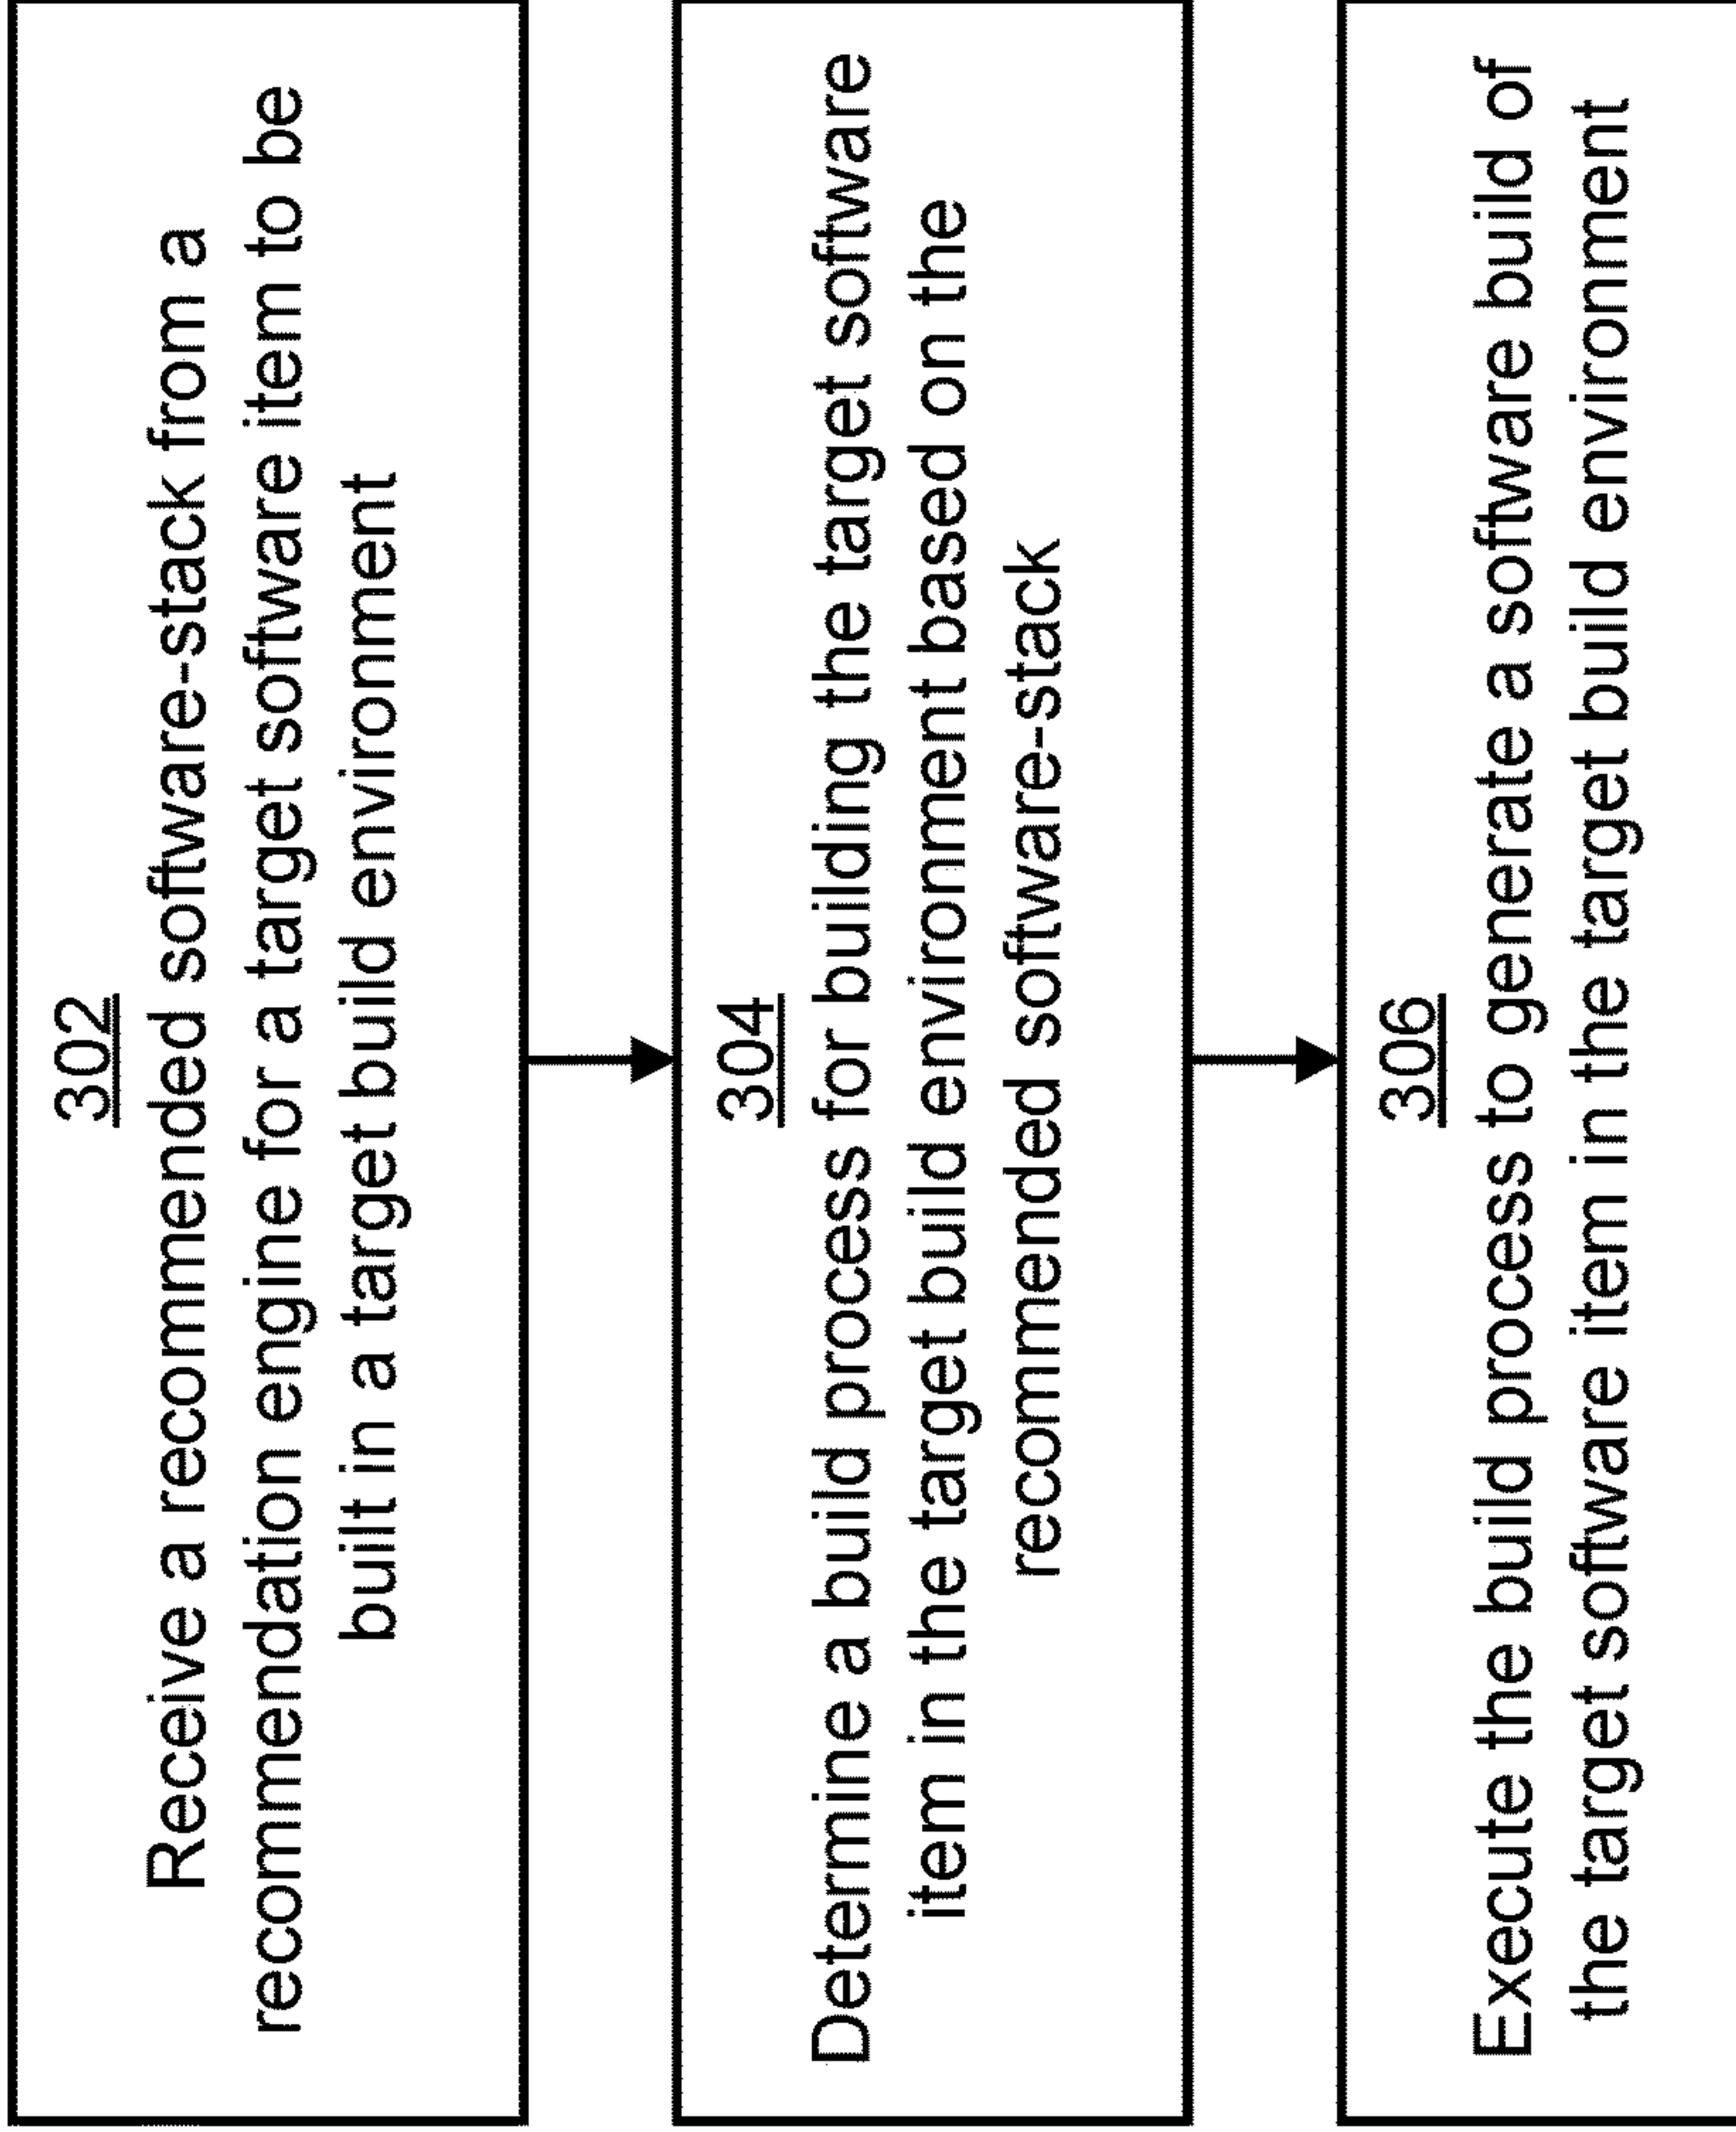 302
Receive a recommended software-stack from a
recommendation engine for a target software item to be
built in a target build environment
304
Determine a build process for building the target software
item in the target build environment based on the
recommended software-stack
306
Execute the build process to generate a software build of
the target software item in the target build environment